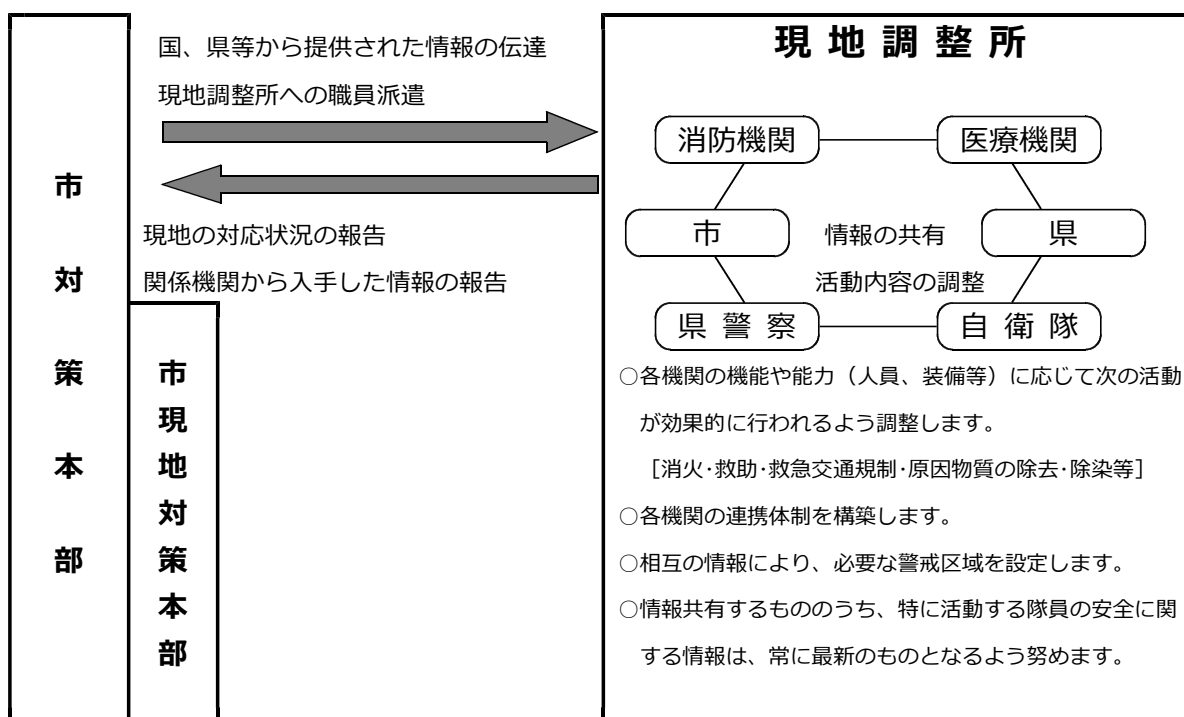 市対策本部
国、県等から提供された情報の伝達
現地調整所への職員派遣
現地の対応状況の報告
関係機関から入手した情報の報告
市現地対策本部
現地調整所
消防機関
医療機関
市
情報の共有
県
活動内容の調整
県警察
自衛隊
○各機関の機能や能力（人員、装備等）に応じて次の活動
が効果的に行われるよう調整します。
［消火･救助･救急交通規制･原因物質の除去･除染等］
○各機関の連携体制を構築します。
○相互の情報により、必要な警戒区域を設定します。
○情報共有するもののうち、特に活動する隊員の安全に関
する情報は、常に最新のものとなるよう努めます。